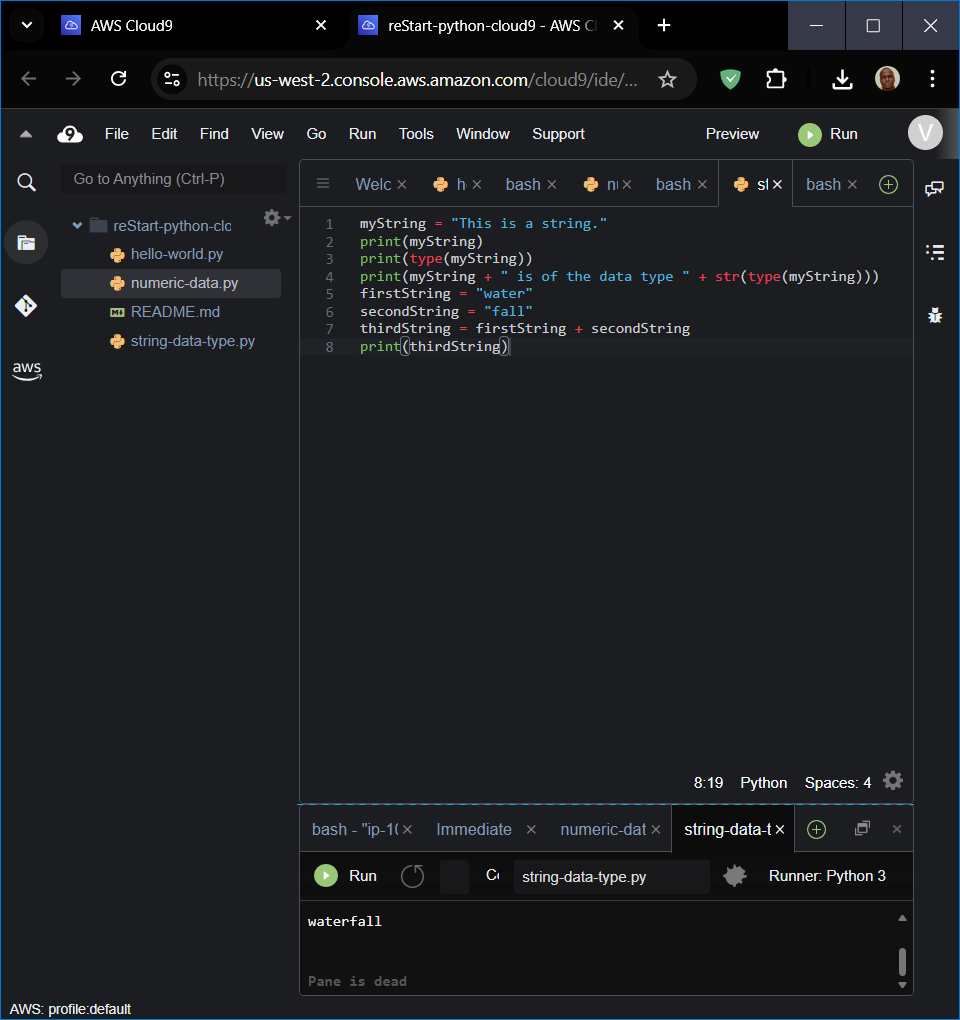 AWS Cloud9
reStart-python-cloud9 - AWS Cl
https://us-west-2.console.aws.amazon.com/cloud9/ide/...
9 File Edit Find View Go Run Tools Window Support Preview Run V
Go to Anything (Ctrl-P)
Welc bash bash bash
reStart-python-clo
hello-world.py
numeric-data.py
README.md
string-data-type.py
aws
1 myString = "This is a string."
2 print(myString)
3 print(type(myString))
4 print(myString + " is of the data type " + str(type(myString)))
5 firstString = "water"
6 secondString = "fall"
7 thirdString = firstString + secondString
8 print(thirdString)
8:19 Python Spaces: 4
bash - "ip-10 Immediate numeric-dat string-data-t
Run string-data-type.py Runner: Python 3
waterfall
Pane is dead
AWS: profile:default